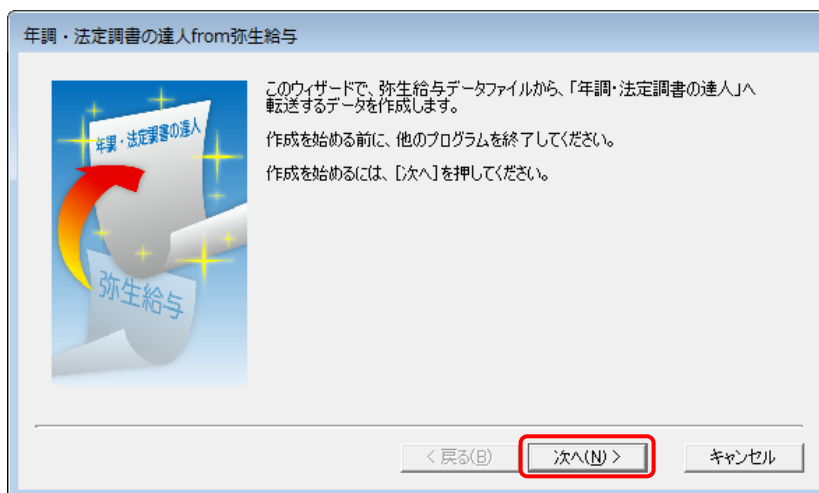 年調・法定調書の達人from弥生給与
年調・法定調書の達人
弥生給与
このウィザードで、弥生給与データファイルから、「年調・法定調書の達人」へ
転送するデータを作成します。
作成を始める前に、他のプログラムを終了してください。
作成を始めるには、[次へ]を押してください。
< 戻る(B)
次へ(N) >
キャンセル